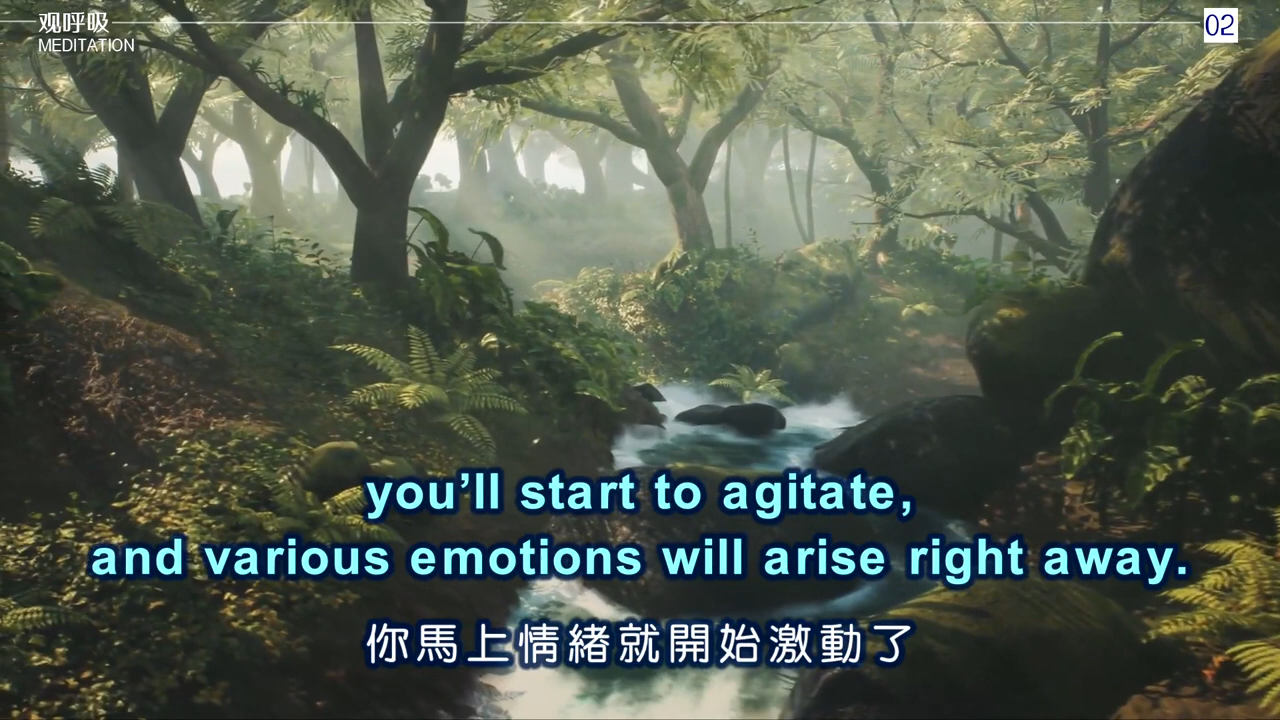 观呼吸
MEDITATION
02
you’ll start to agitate,
and various emotions will arise right away.
你馬上情緒就開始激動了